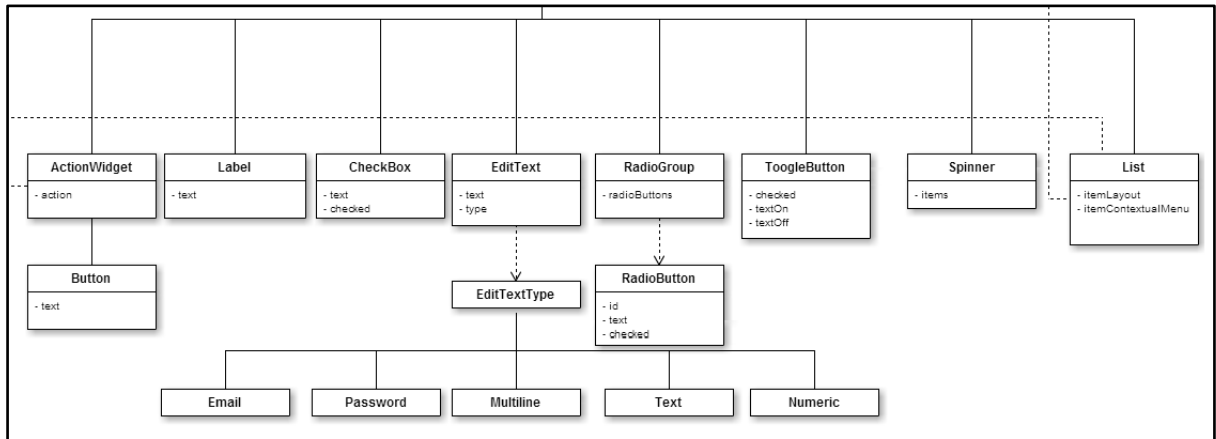 ActionWidget
- action
Label
- text
CheckBox
- text
- checked
EditText
- text
- type
RadioGroup
- radioButtons
ToogleButton
- checked
- textOn
- textOff
Spinner
- items
List
- itemLayout
- itemContextualMenu
Button
- text
EditTextType
RadioButton
- id
- text
- checked
Email
Password
Multiline
Text
Numeric